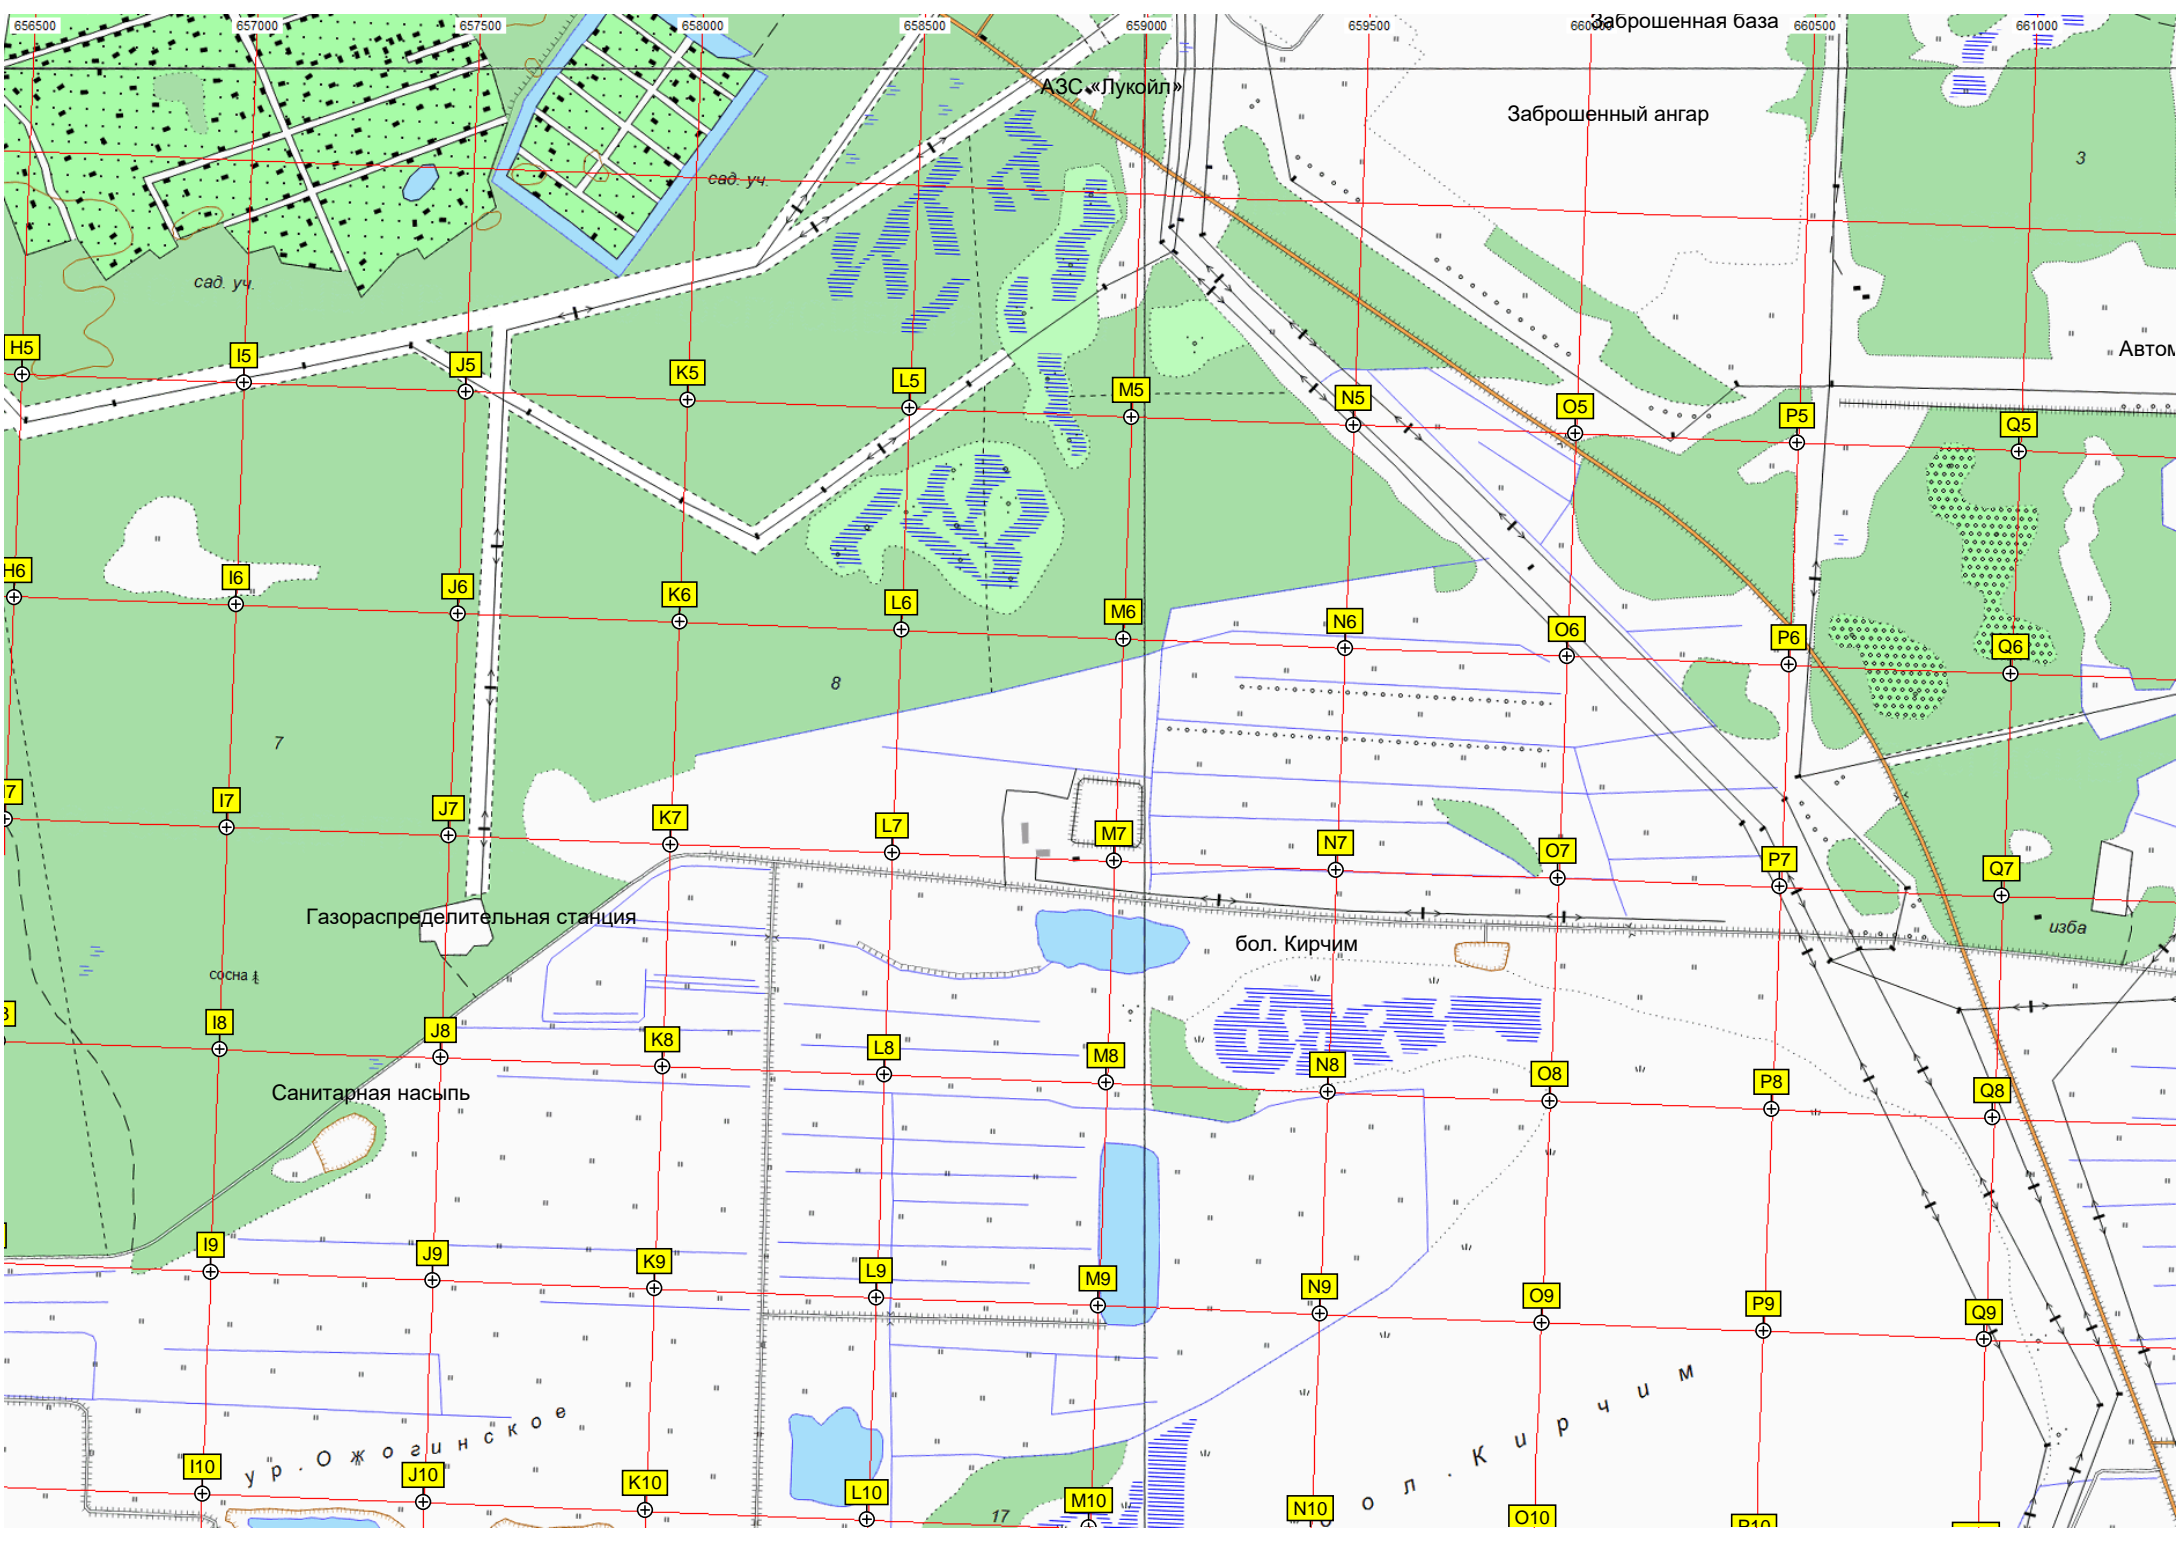 656500 657000 657500 658000 658500 659000 659500 660500 661000
Заброшенная база
АЗС «Лукойл»
Заброшенный ангар
3
сад. уч.
сад. уч.
H5 I5 J5 K5 L5 M5 N5 O5 P5 Q5
Автом
H6 I6 J6 K6 L6 M6 N6 O6 P6 Q6
8
7
7 I7 J7 K7 L7 M7 N7 O7 P7 Q7
Газораспределительная станция
изба
бол. Кирчим
сосна
I8 J8 K8 L8 M8 N8 O8 P8 Q8
Санитарная насыпь
I9 J9 K9 L9 M9 N9 O9 P9 Q9
ур. Ожогинское
ол. Кирчим
I10 J10 K10 L10 M10 N10 O10 P10
17